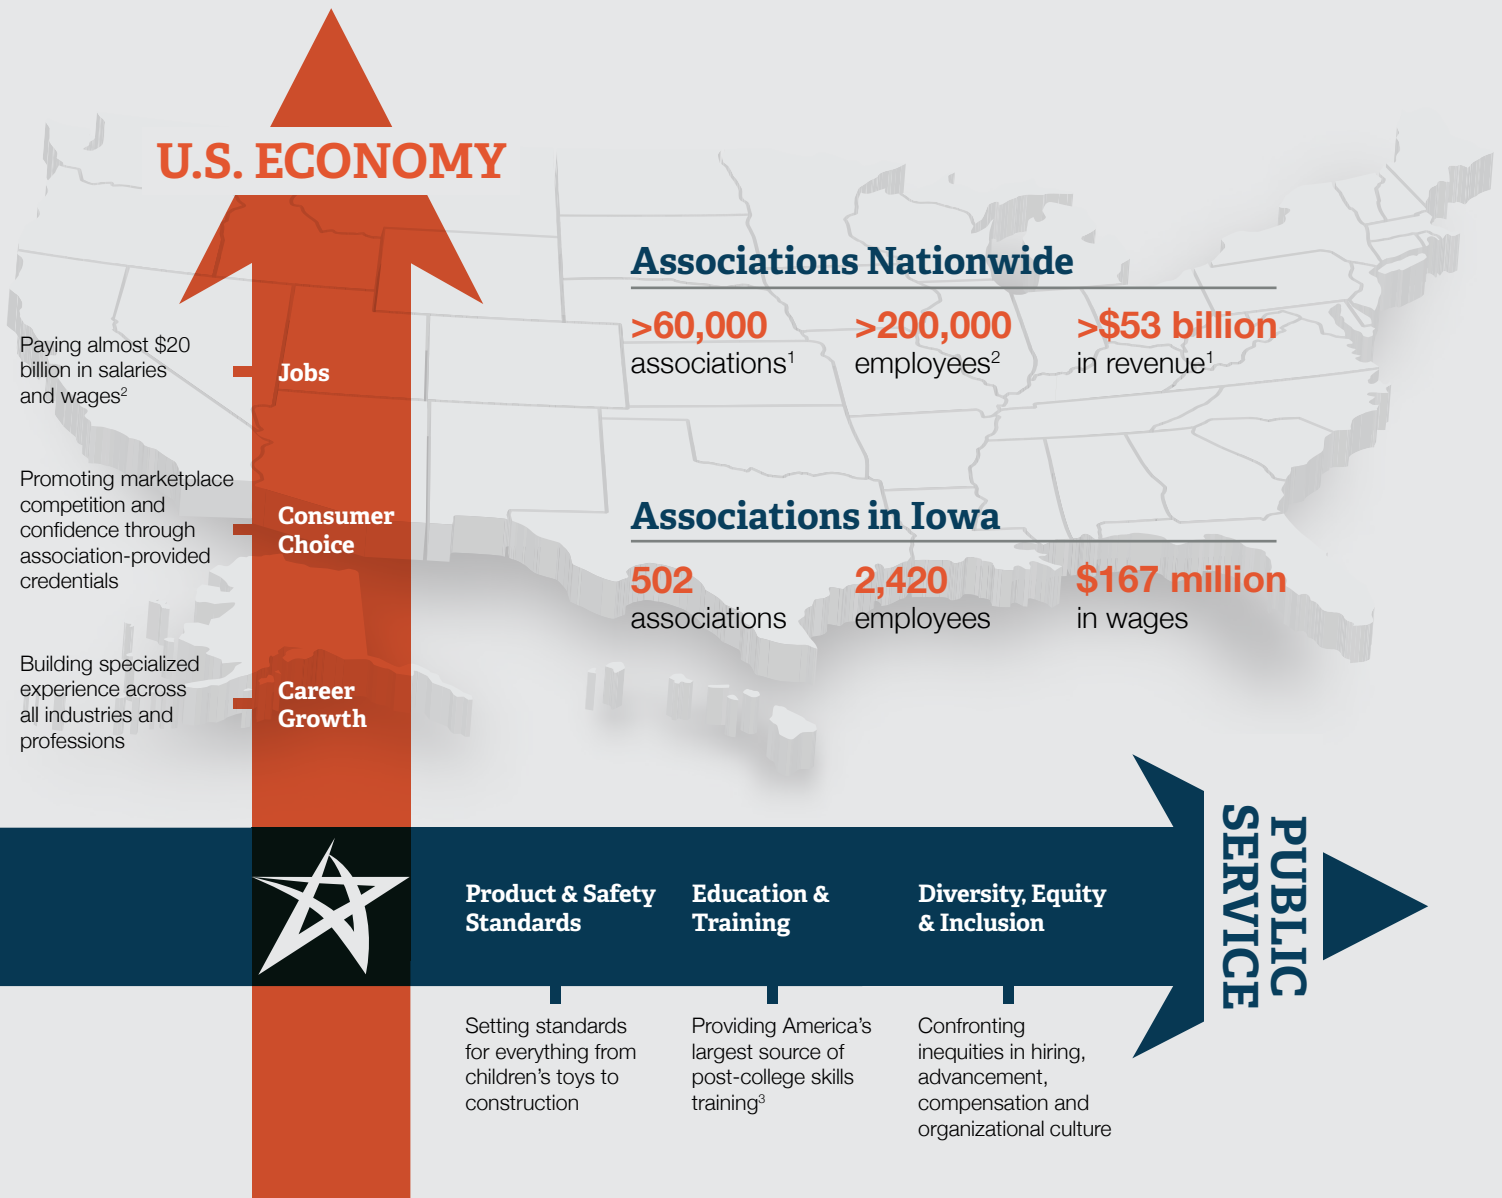 U.S. ECONOMY
Paying almost $20
billion in salaries
and wages²
Jobs
Promoting marketplace
competition and
confidence through
association-provided
credentials
Consumer
Choice
Building specialized
experience across
all industries and
professions
Career
Growth
Associations Nationwide
>60,000
associations¹
>200,000
employees²
>$53 billion
in revenue¹
Associations in Iowa
502
associations
2,420
employees
$167 million
in wages
Product & Safety
Standards
Setting standards
for everything from
children’s toys to
construction
Education &
Training
Providing America’s
largest source of
post-college skills
training³
Diversity, Equity
& Inclusion
Confronting
inequities in hiring,
advancement,
compensation and
organizational culture
PUBLIC
SERVICE